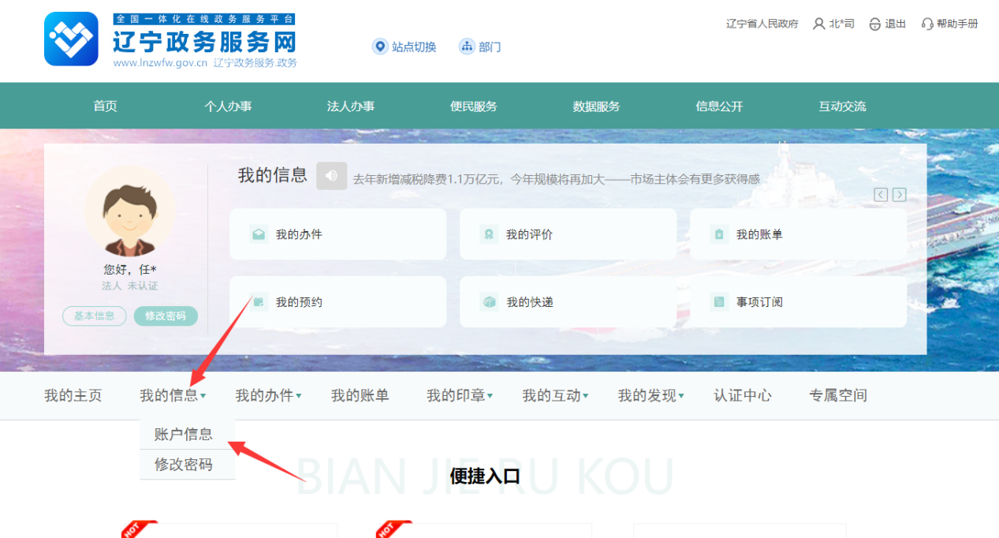 全国一体化在线政务服务平台
辽宁政务服务网
www.lnzwfw.gov.cn 辽宁政务服务.政务
站点切换
部门
辽宁省人民政府
北*司
退出
帮助手册
首页
个人办事
法人办事
便民服务
数据服务
信息公开
互动交流
我的信息
去年新增减税降费1.1万亿元，今年规模将再加大——市场主体会有更多获得感
您好，任*
法人 未认证
基本信息
修改密码
我的办件
我的评价
我的账单
我的预约
我的快递
事项订阅
我的主页
我的信息
我的办件
我的账单
我的印章
我的互动
我的发现
认证中心
专属空间
账户信息
修改密码
BIAN JIE RU KOU
便捷入口
HOT
HOT